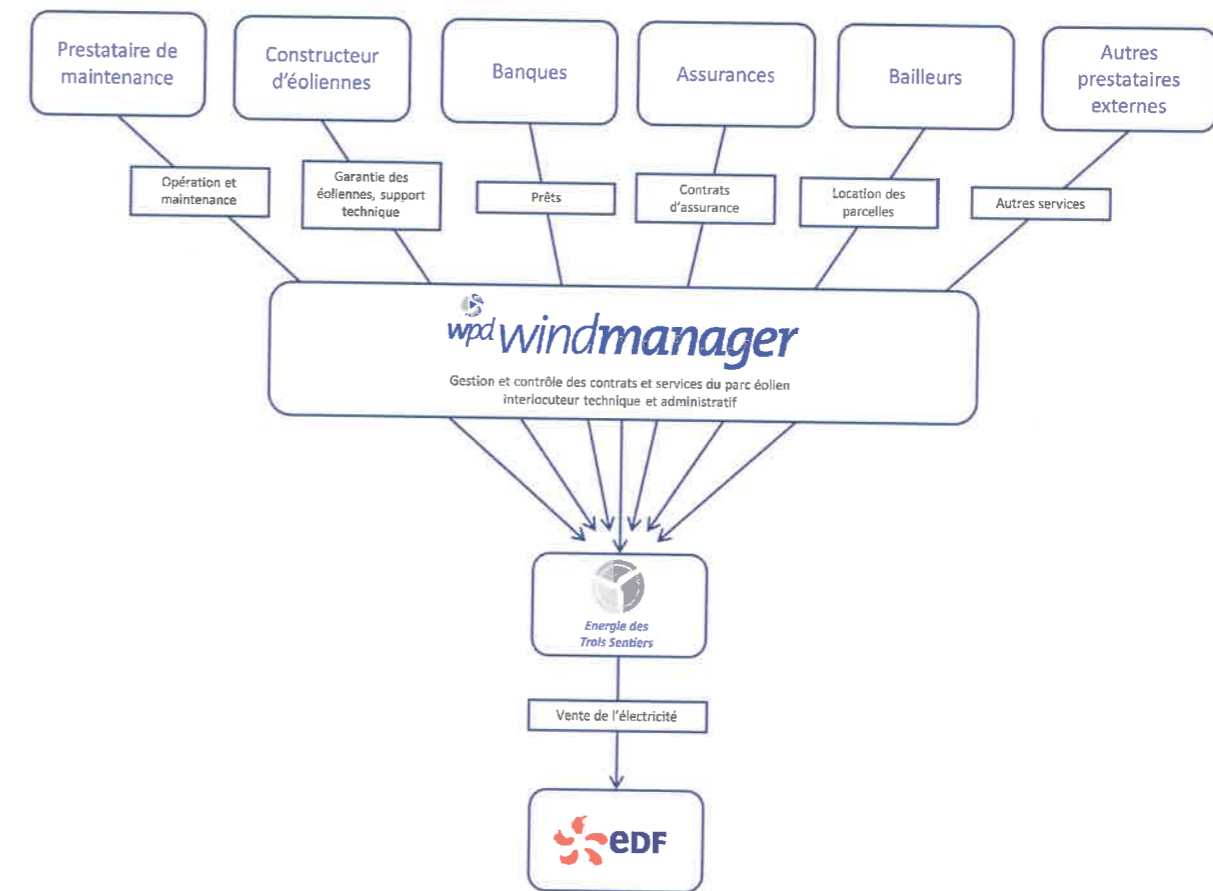 Prestataire de
maintenance
Constructeur
d'éoliennes
Banques
Assurances
Bailleurs
Autres
prestataires
externes
Opération et
maintenance
Garantie des
éoliennes, support
technique
Prêts
Contrats
d'assurance
Location des
parcelles
Autres services
wpd windmanager
Gestion et contrôle des contrats et services du parc éolien
interlocuteur technique et administratif
Energie des
Trois Sentiers
Vente de l'électricité
eDF